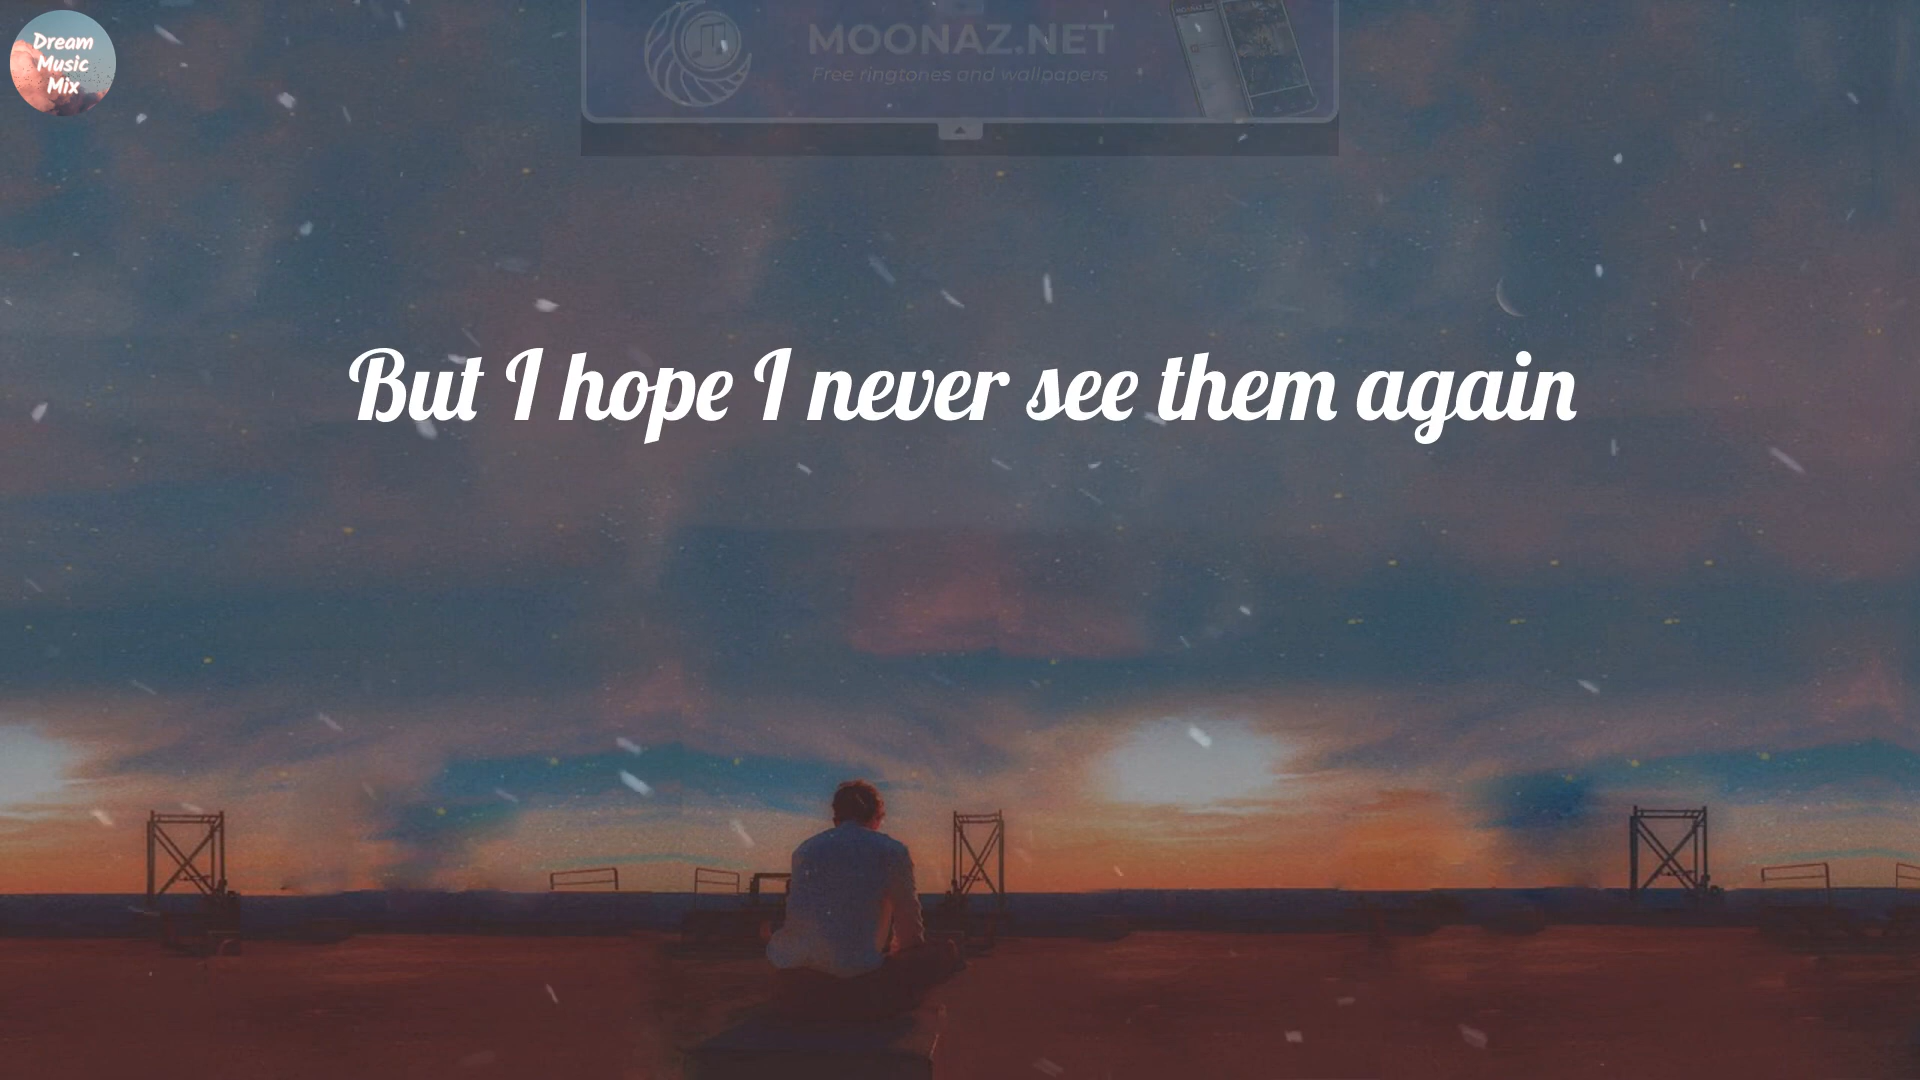 Dream
Music
Mix
MOONAZ.NET
Free ringtones and wallpapers
But I hope I never see them again